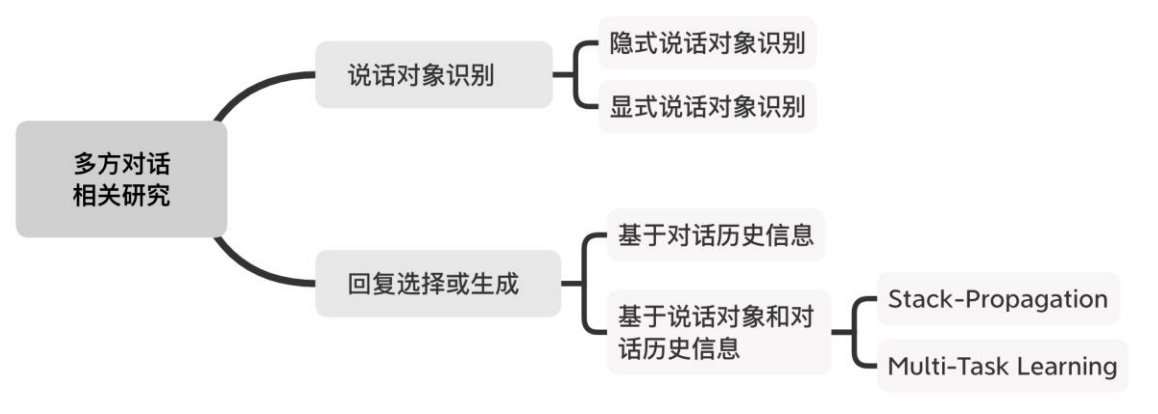 多方对话
相关研究
说话对象识别
隐式说话对象识别
显式说话对象识别
回复选择或生成
基于对话历史信息
基于说话对象和对
话历史信息
Stack-Propagation
Multi-Task Learning